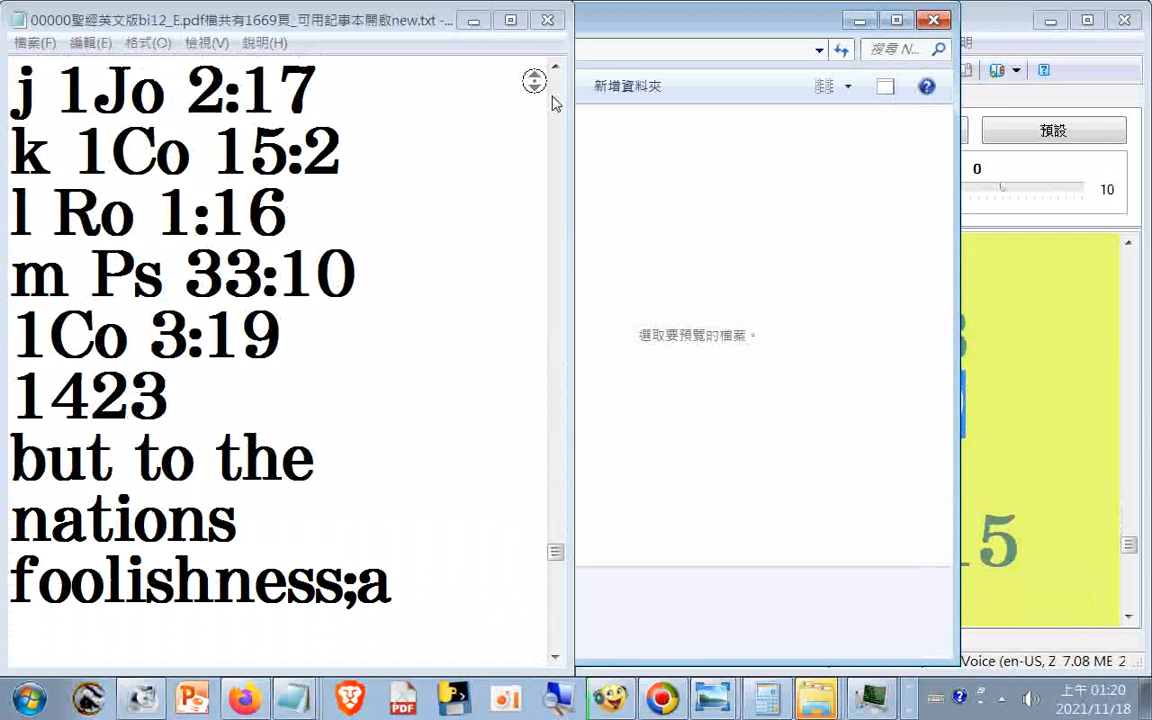 00000聖經英文版bi12_E.pdf檔共有1669頁_可用記事本開啟new.txt -...
檔案(F) 編輯(E) 格式(O) 檢視(V) 說明(H)
j 1Jo 2:17
k 1Co 15:2
l Ro 1:16
m Ps 33:10
1Co 3:19
1423
but to the
nations
foolishness;a
搜尋 N...
新增資料夾
選取要預覽的檔案。
明
預設
0
10
15
Voice (en-US, Z 7.08 ME 2
上午 01:20
2021/11/18